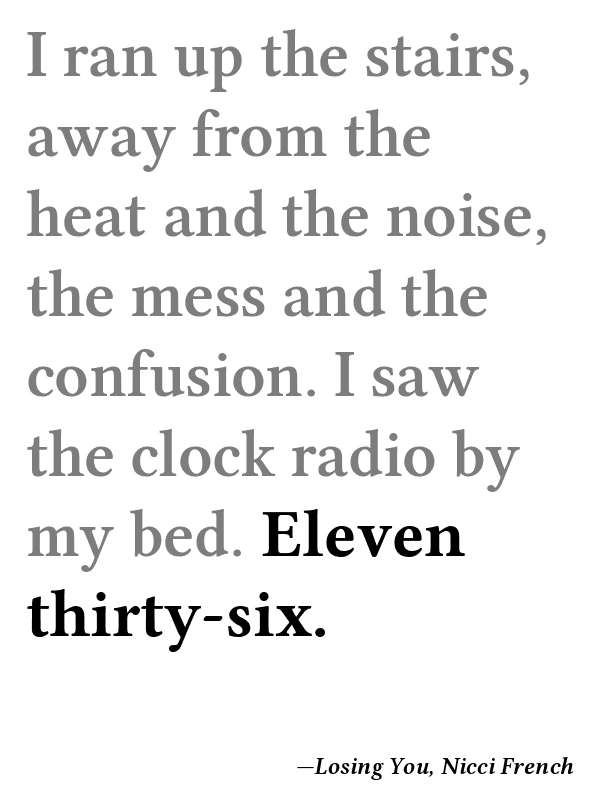 I ran up the stairs,
away from the
heat and the noise,
the mess and the
confusion. I saw
the clock radio by
my bed. Eleven
thirty-six.
—Losing You, Nicci French